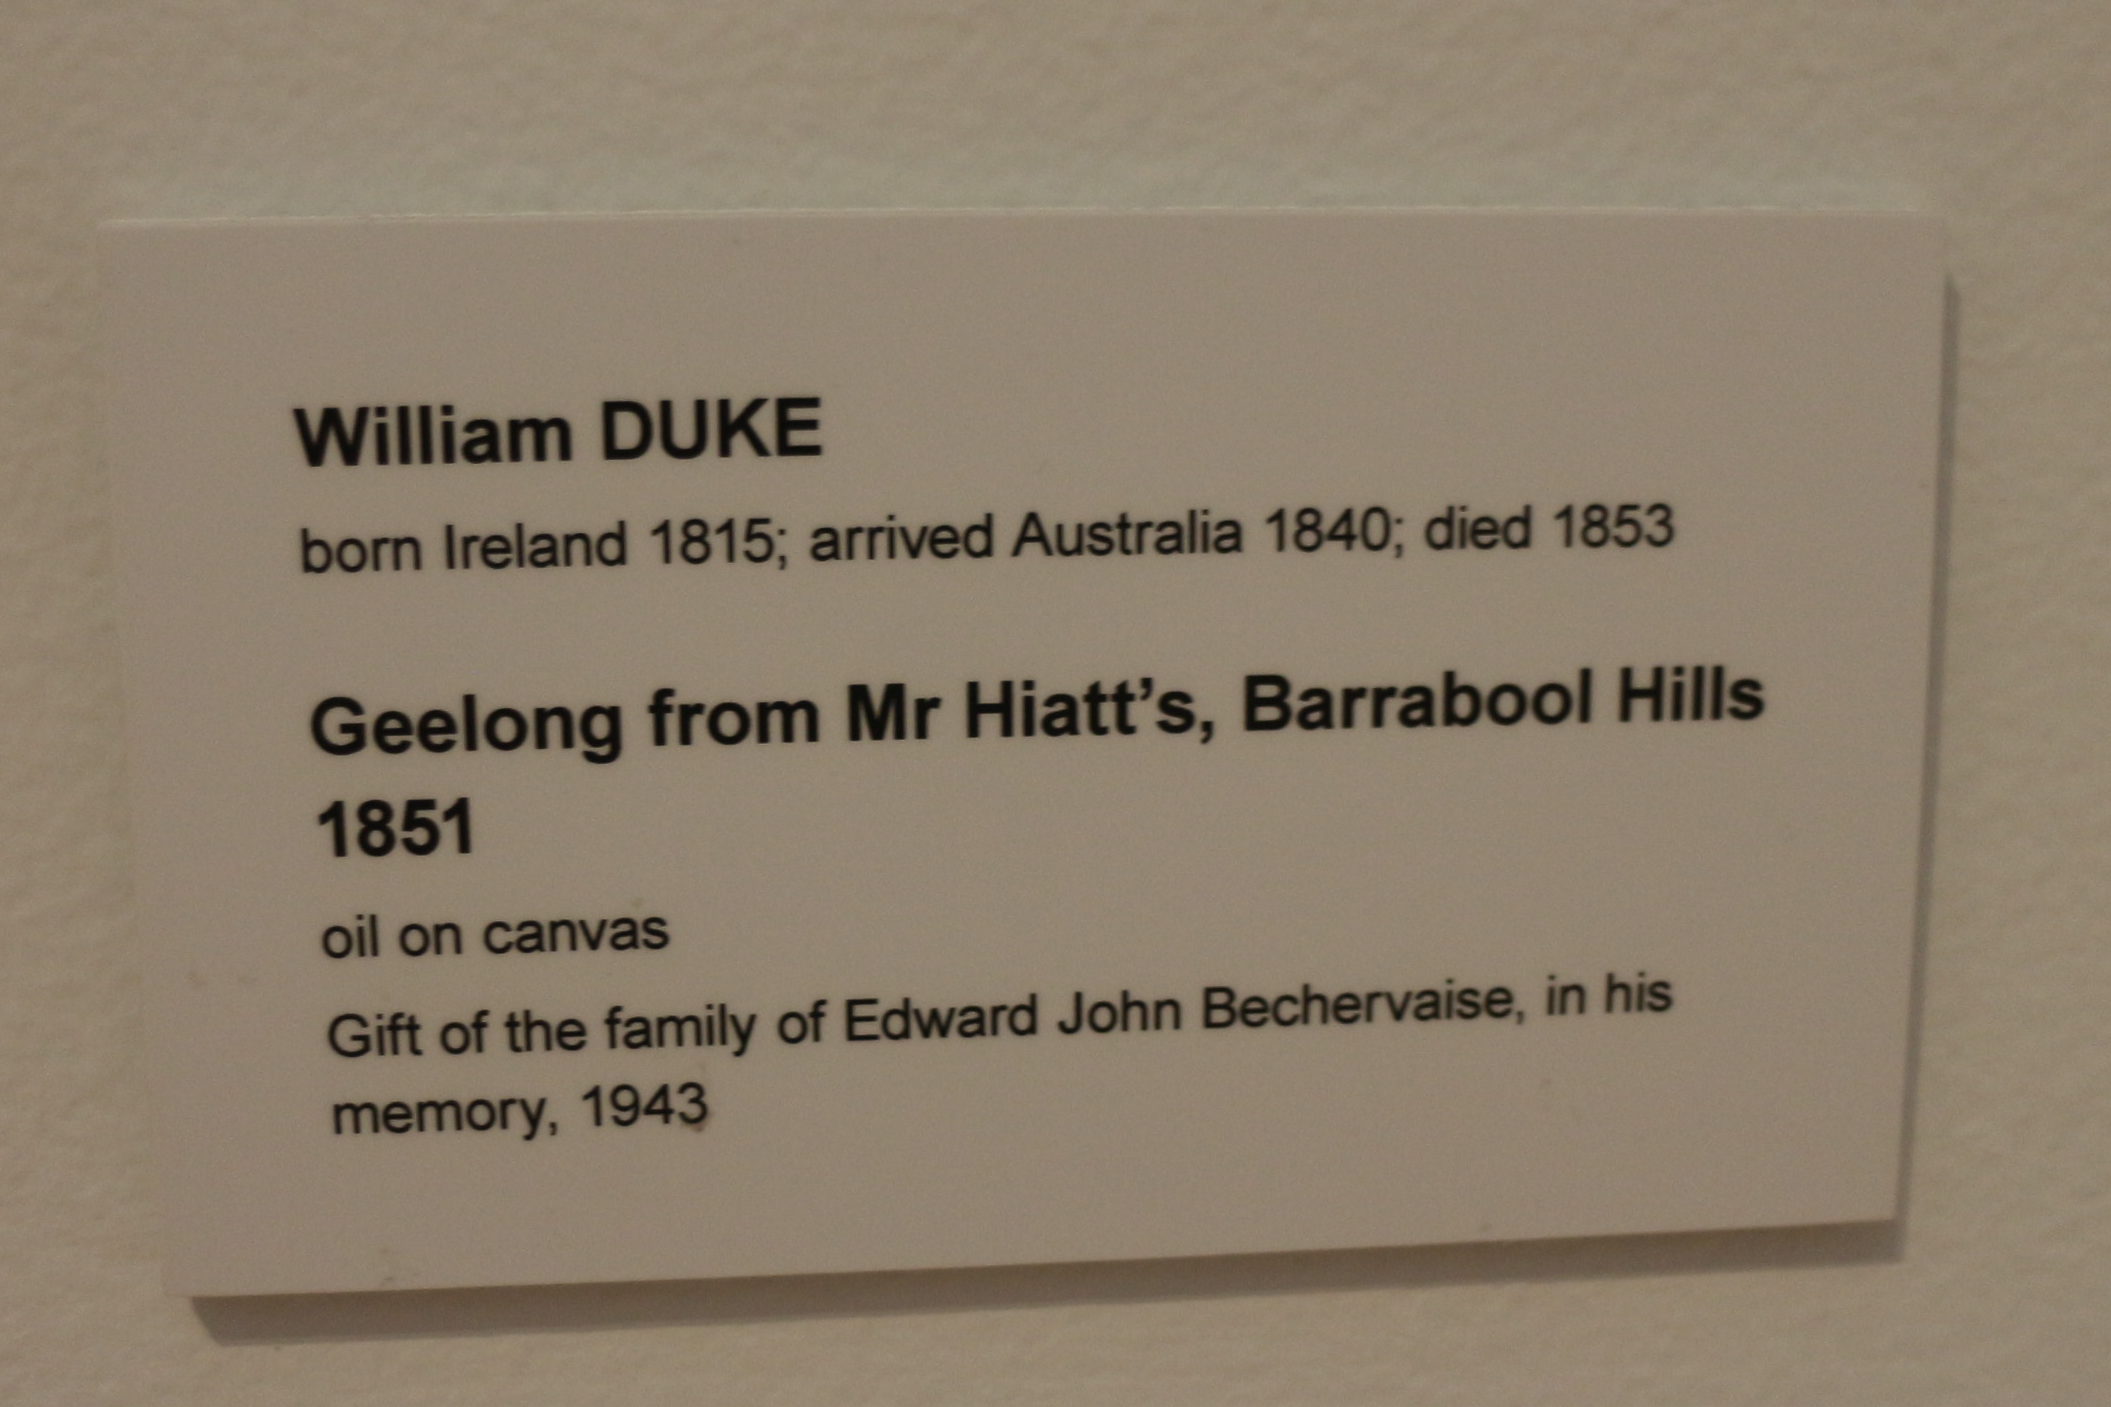 William DUKE
born Ireland 1815; arrived Australia 1840; died 1853
Geelong from Mr Hiatt’s, Barrabool Hills
1851
oil on canvas
Gift of the family of Edward John Bechervaise, in his
memory, 1943